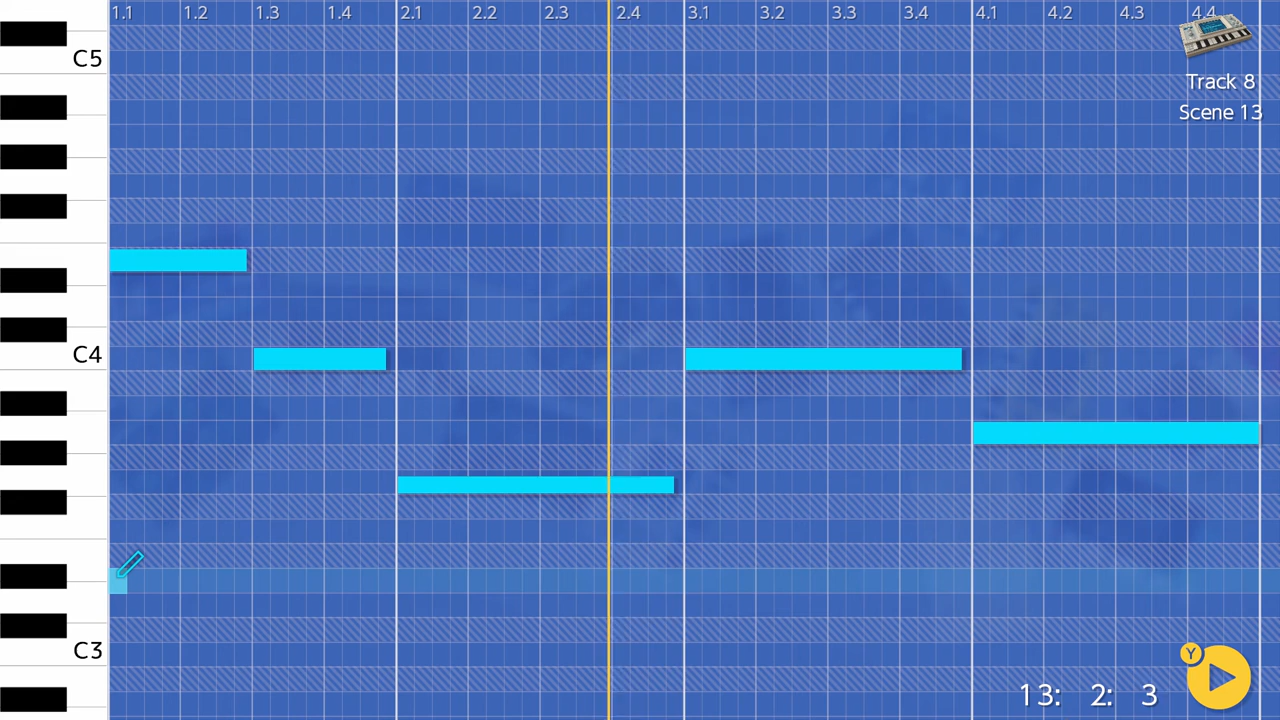 1.1 1.2 1.3 1.4 2.1 2.2 2.3 2.4 3.1 3.2 3.3 3.4 4.1 4.2 4.3 4.4
C5
Track 8
Scene 13
C4
C3
Y
13: 2: 3